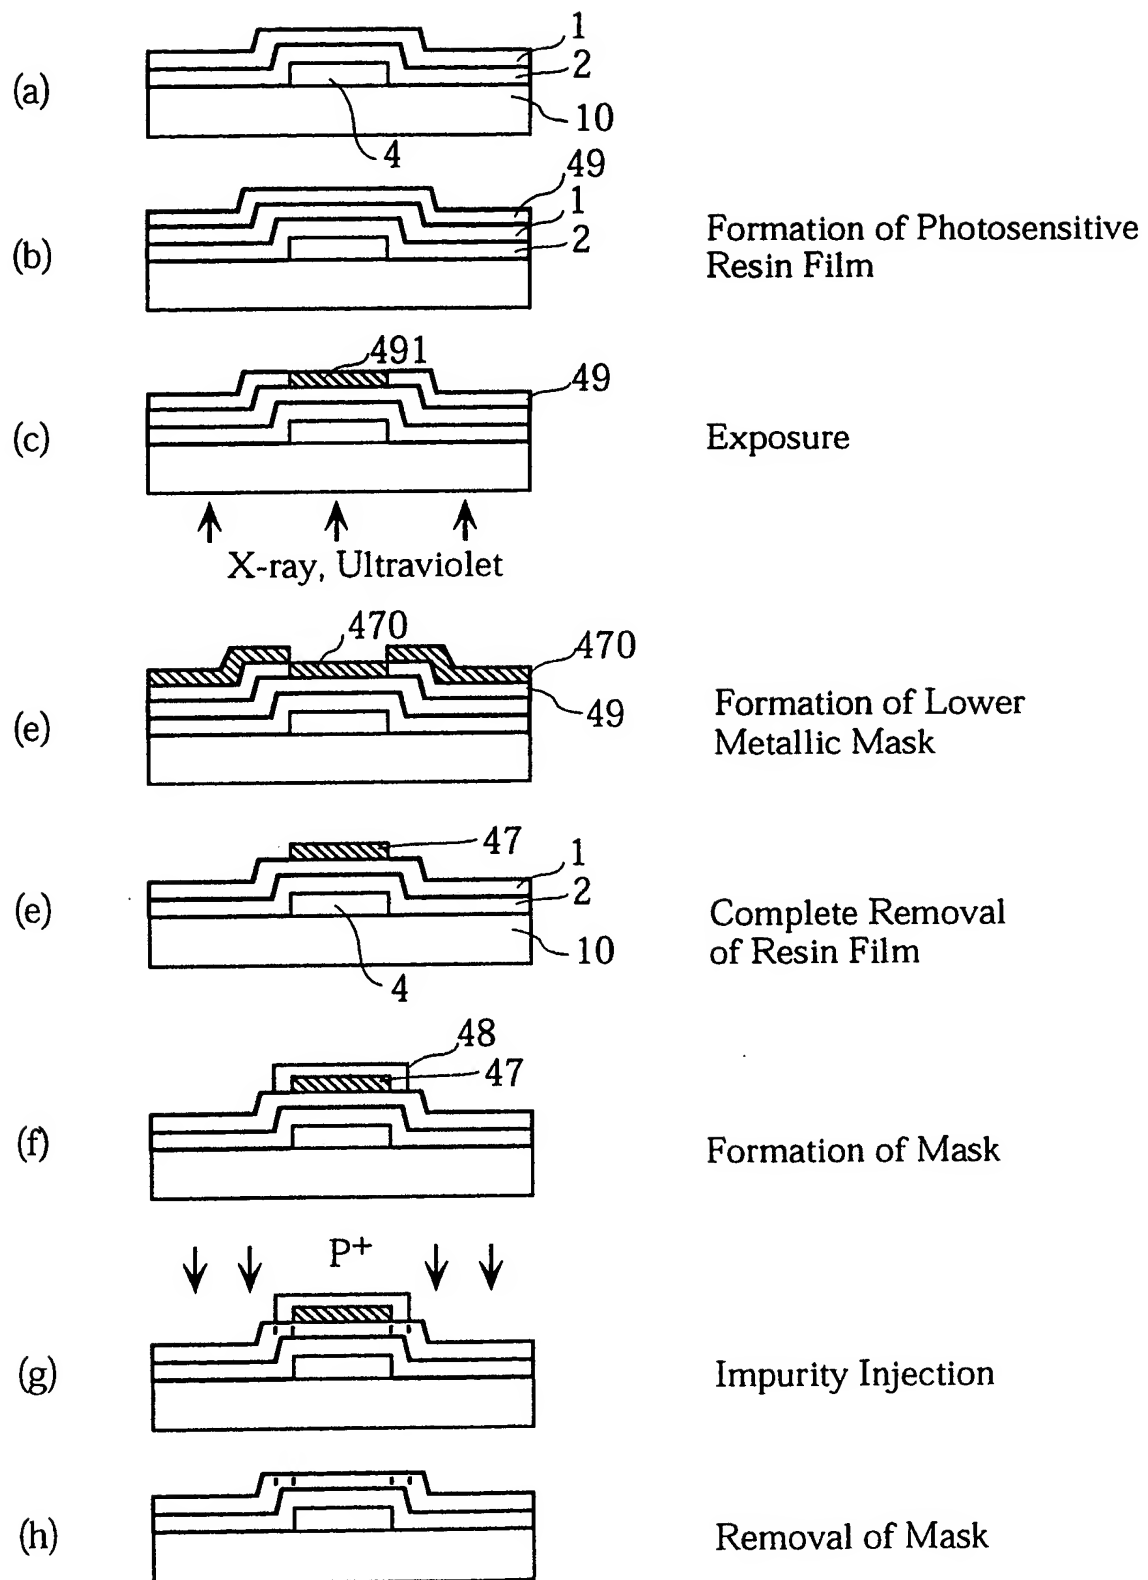 (a)
1
2
10
4
(b)
49
1
2
Formation of Photosensitive
Resin Film
(c)
491
49
Exposure
X-ray, Ultraviolet
(e)
470
470
49
Formation of Lower
Metallic Mask
(e)
47
1
2
10
4
Complete Removal
of Resin Film
(f)
48
47
Formation of Mask
P+
(g)
Impurity Injection
(h)
Removal of Mask